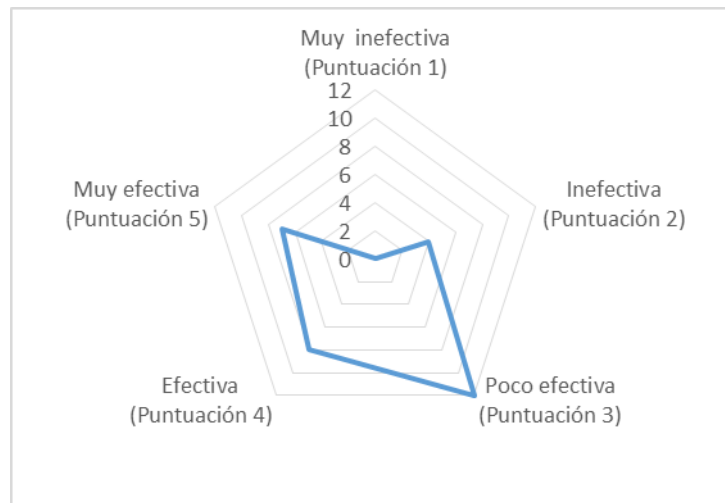 Muy inefectiva
(Puntuación 1)
12
10
8
6
4
2
0
Inefectiva
(Puntuación 2)
Poco efectiva
(Puntuación 3)
Efectiva
(Puntuación 4)
Muy efectiva
(Puntuación 5)